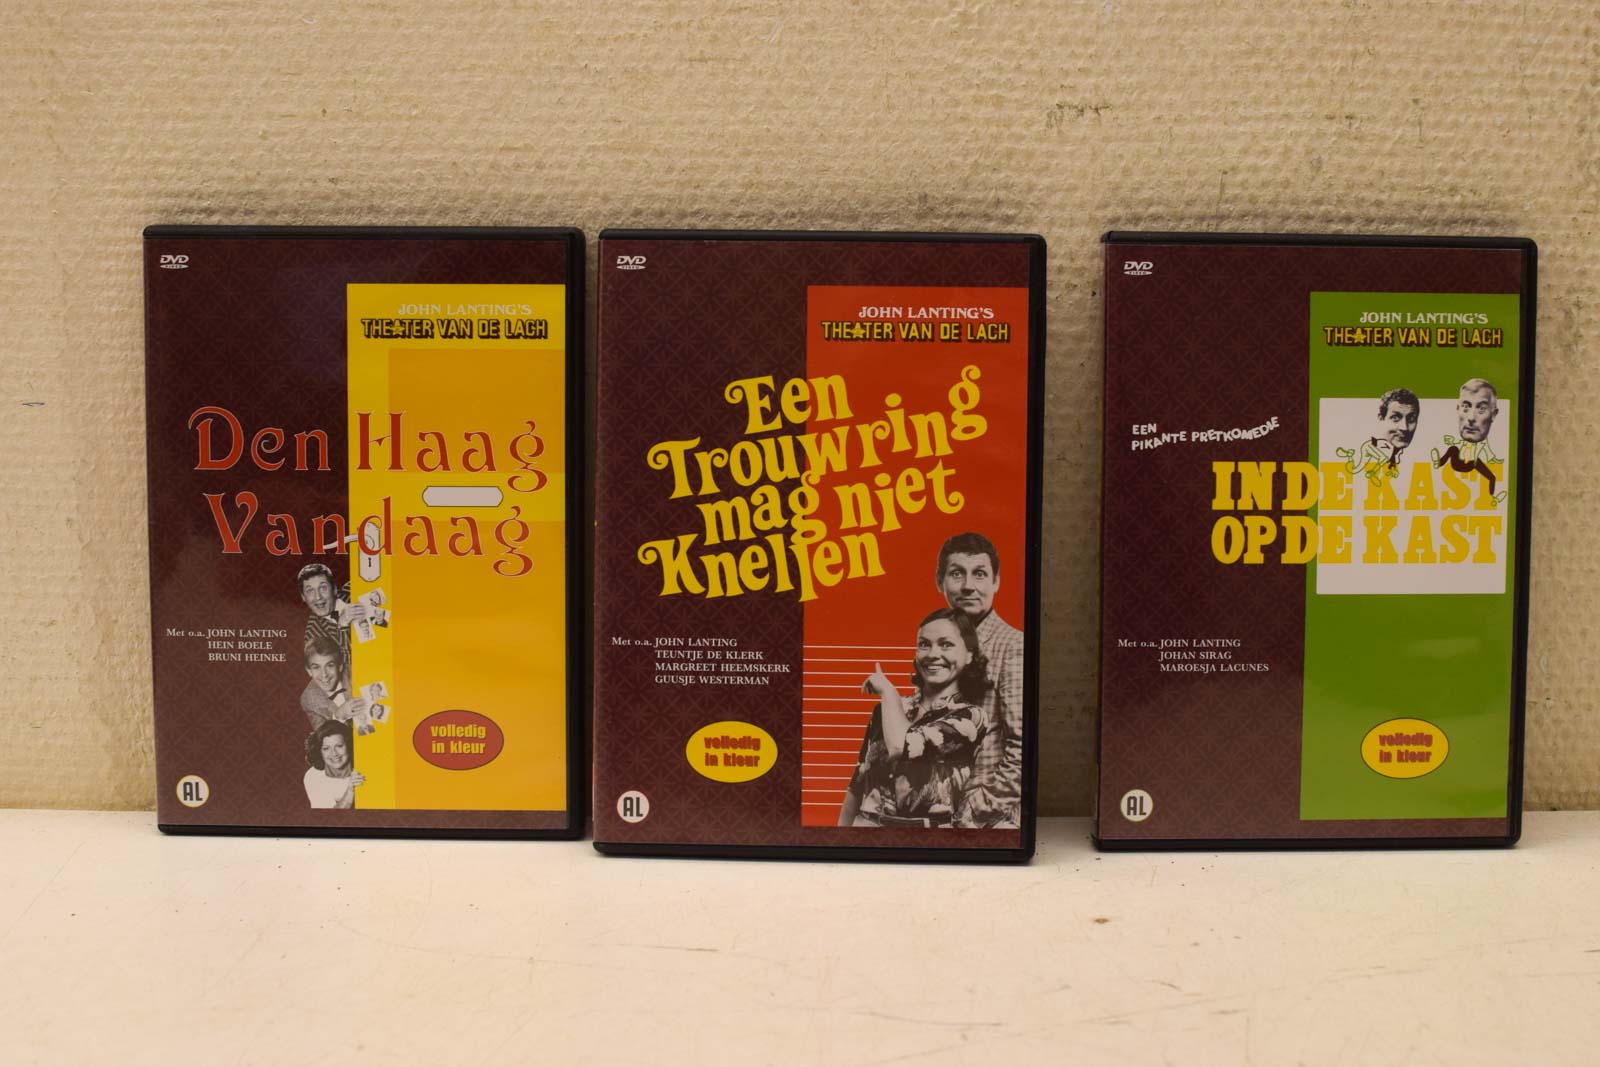 DVD
VIDEO
JOHN LANTING'S
THEATER VAN DE LACH
Den Haag
Vandaag
Met o.a. JOHN LANTING
HEIN BOELE
BRUNI HEINKE
volledig
in kleur
AL
DVD
VIDEO
JOHN LANTING'S
THEATER VAN DE LACH
Een
Trouwring
mag niet
Knellen
Met o.a. JOHN LANTING
TEUNTJE DE KLERK
MARGREET HEEMSKERK
GUUSJE WESTERMAN
volledig
in kleur
AL
DVD
VIDEO
JOHN LANTING'S
THEATER VAN DE LACH
EEN
PIKANTE PRETKOMEDIE
IN DE KAST
OP DE KAST
Met o.a. JOHN LANTING
JOHAN SIRAG
MAROESJA LACUNES
volledig
in kleur
AL